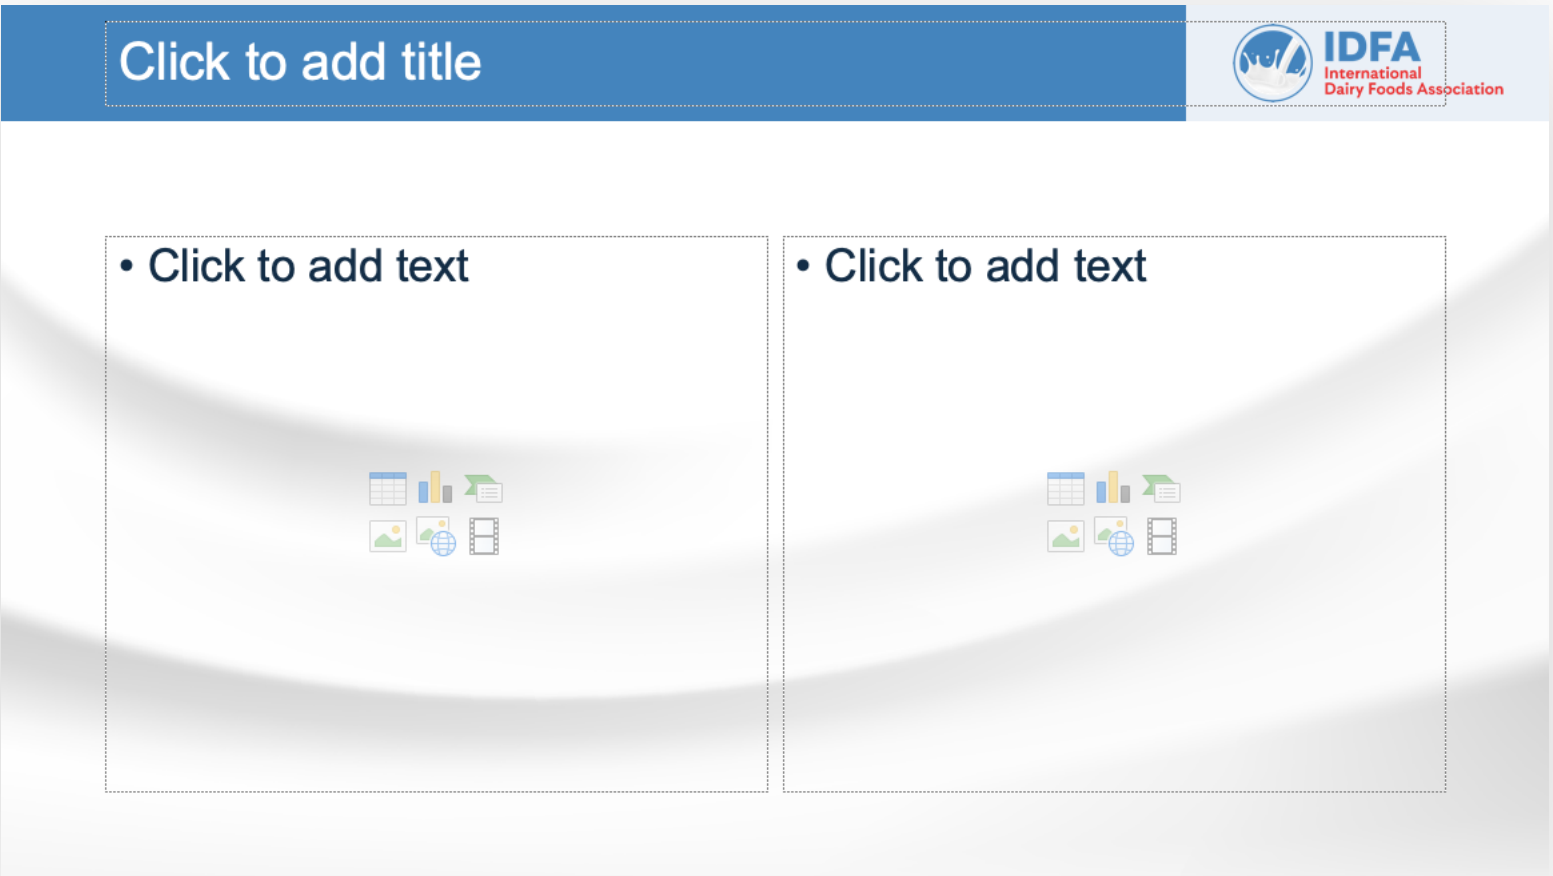 Click to add title
IDFA
International
Dairy Foods Association
• Click to add text
• Click to add text